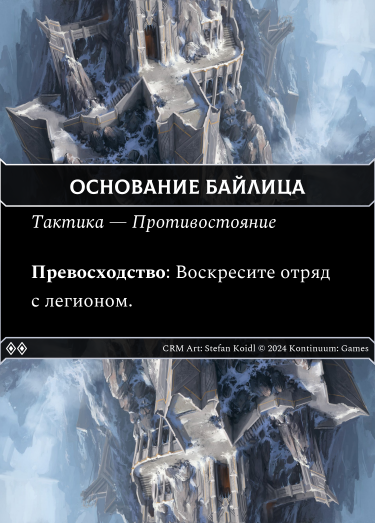 ОСНОВАНИЕ БАЙЛИЦА
Тактика — Противостояние
Превосходство: Воскресите отряд
с легионом.
CRM Art: Stefan Koidl © 2024 Kontinuum: Games